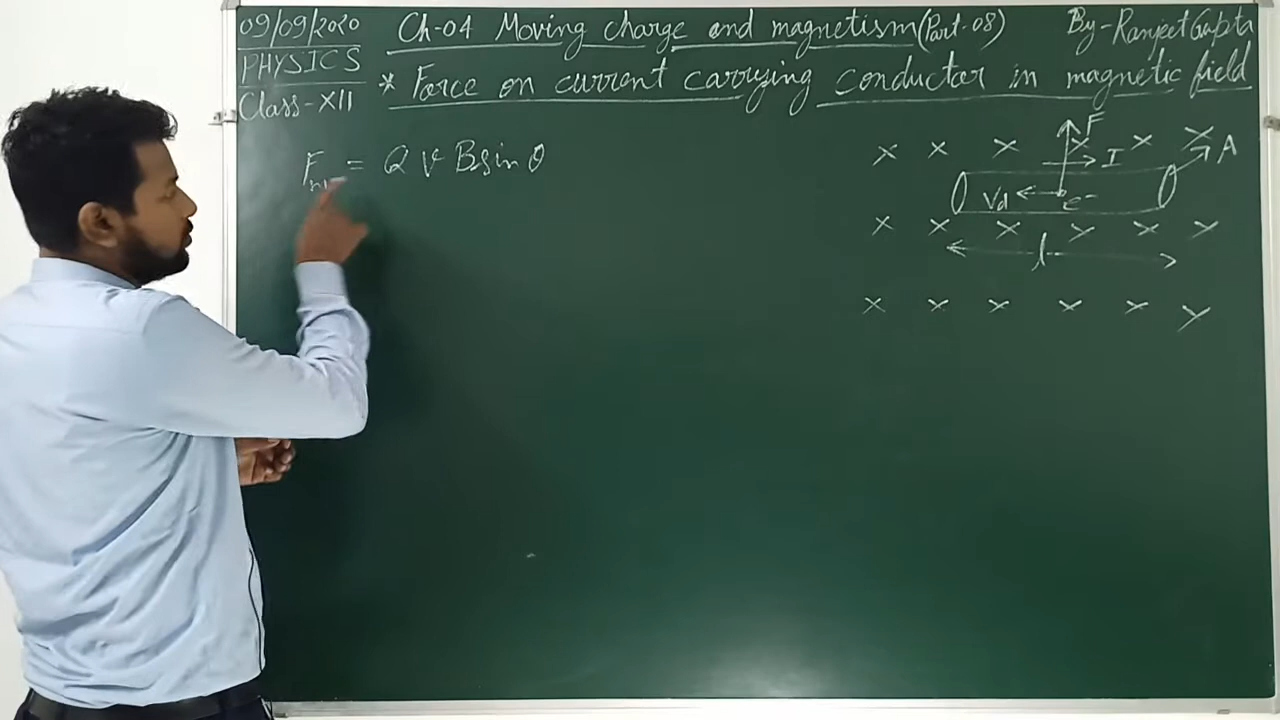 09/09/2020
PHYSICS
Class-XII
Ch-04 Moving charge and magnetism (Part-08)
By-Ranjeet Gupta
* Force on current carrying conductor in magnetic field
Fm = Q v B sin θ
x x x x x x
F
I
A
Vd
e-
x x x x x x
l
x x x x x x